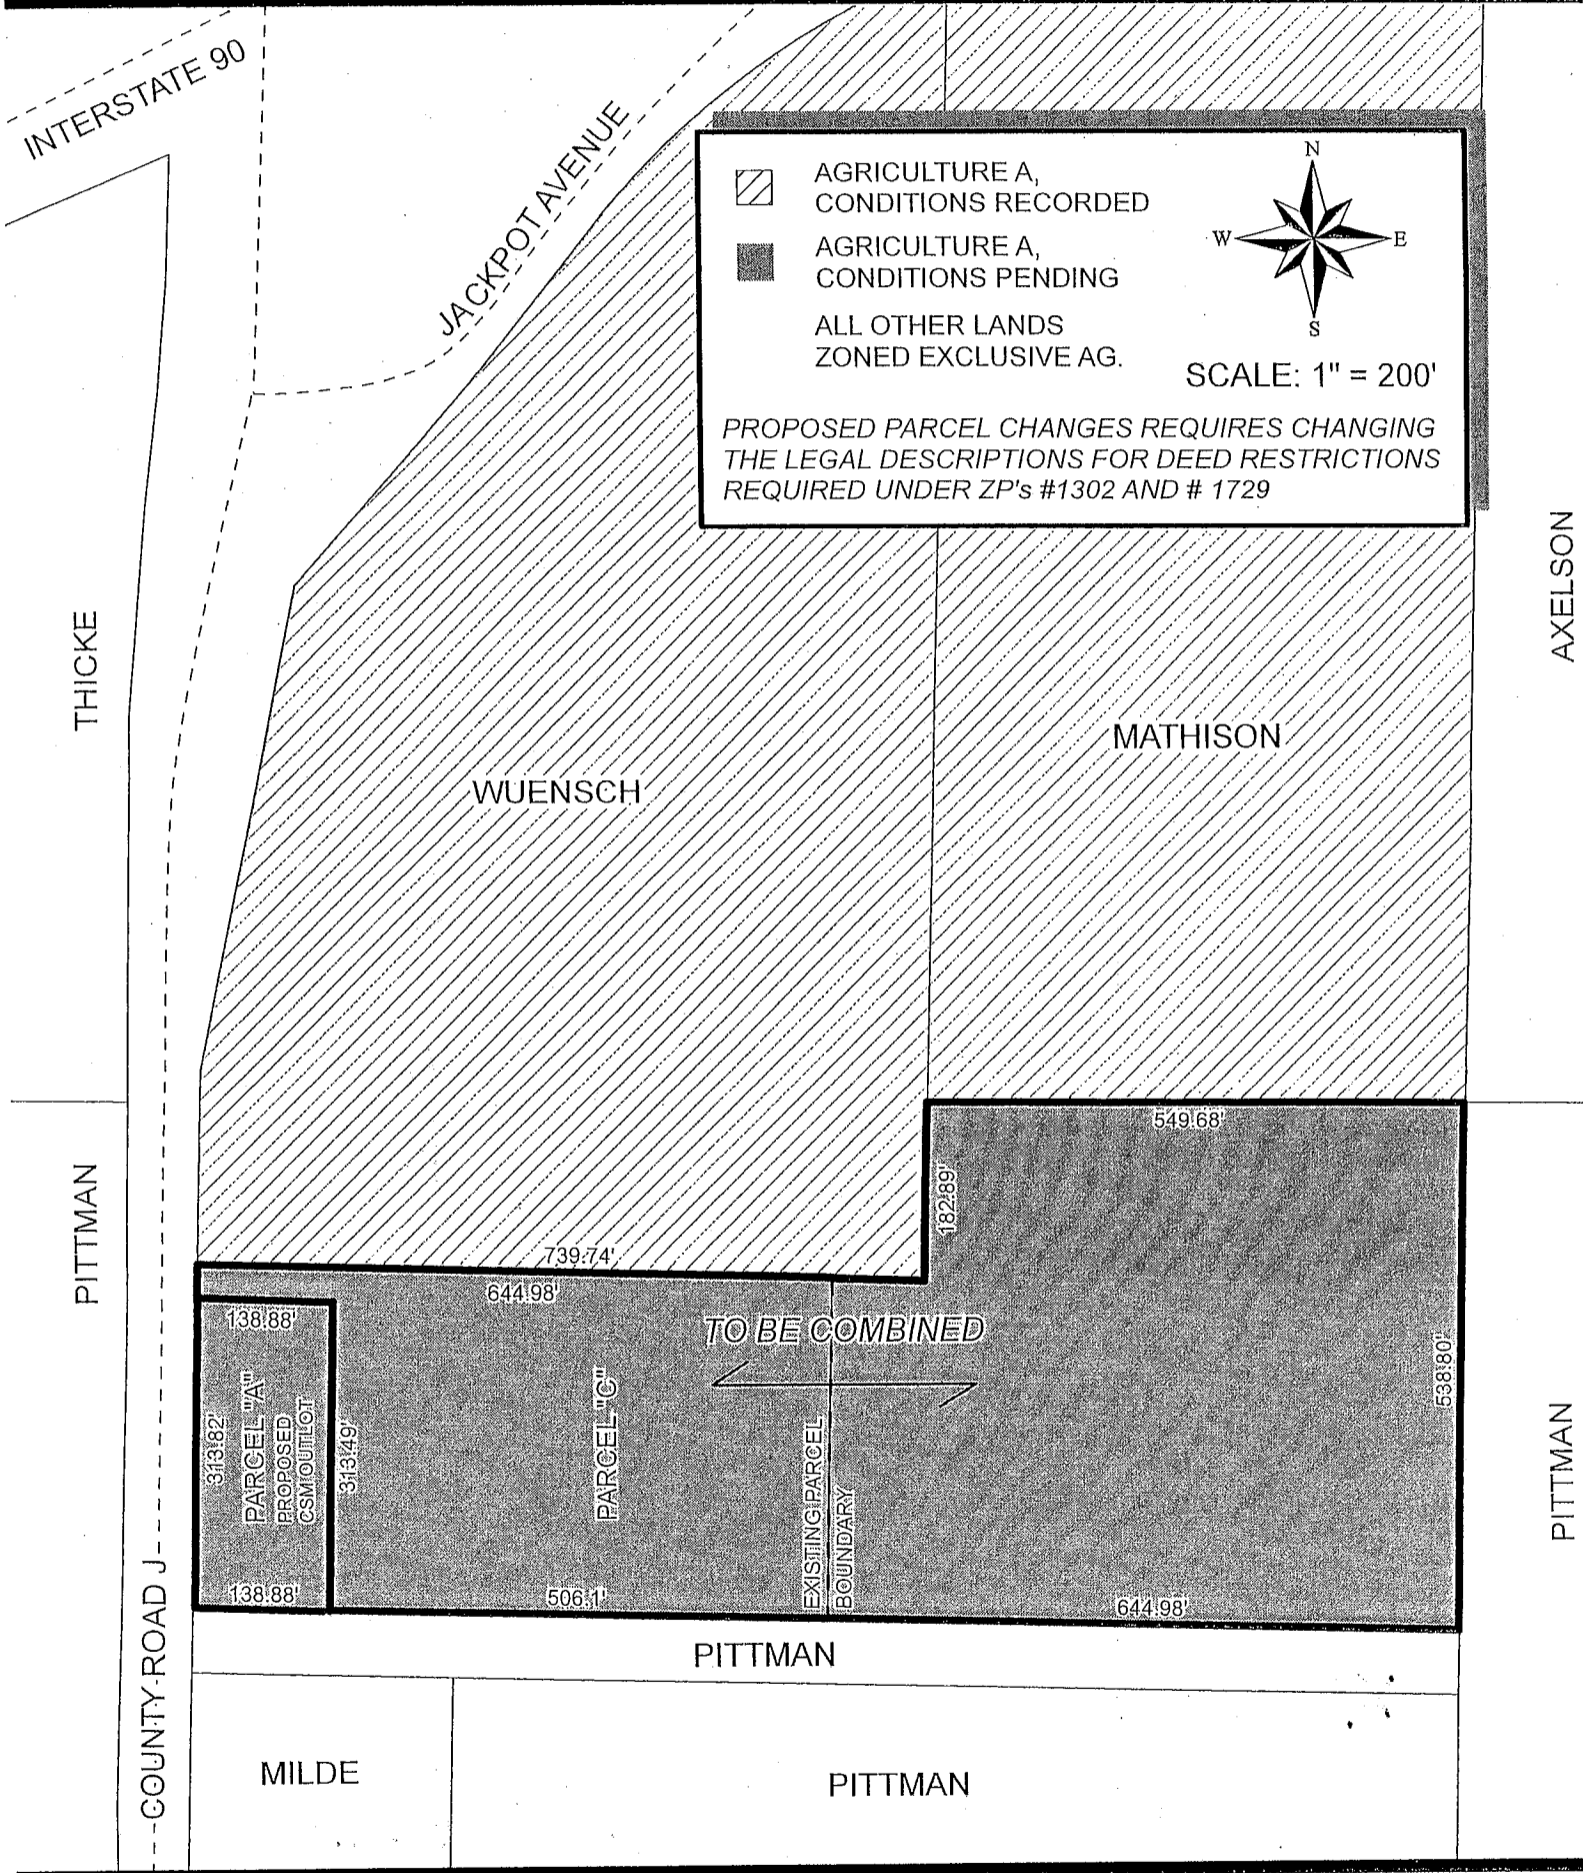 INTERSTATE 90
JACKPOT AVENUE
AGRICULTURE A,
CONDITIONS RECORDED
AGRICULTURE A,
CONDITIONS PENDING
ALL OTHER LANDS
ZONED EXCLUSIVE AG.
N
W
E
S
SCALE: 1" = 200'
PROPOSED PARCEL CHANGES REQUIRES CHANGING
THE LEGAL DESCRIPTIONS FOR DEED RESTRICTIONS
REQUIRED UNDER ZP's #1302 AND # 1729
THICKE
AXELSON
WUENSCH
MATHISON
PITTMAN
549.68'
182.89'
739.74'
644.98'
138.88'
TO BE COMBINED
313.82'
PARCEL "A"
PROPOSED
CSM OUTLOT
313.49'
PARCEL "C"
EXISTING PARCEL
BOUNDARY
538.80'
PITTMAN
138.88'
506.1'
644.98'
COUNTY ROAD J
PITTMAN
MILDE
PITTMAN